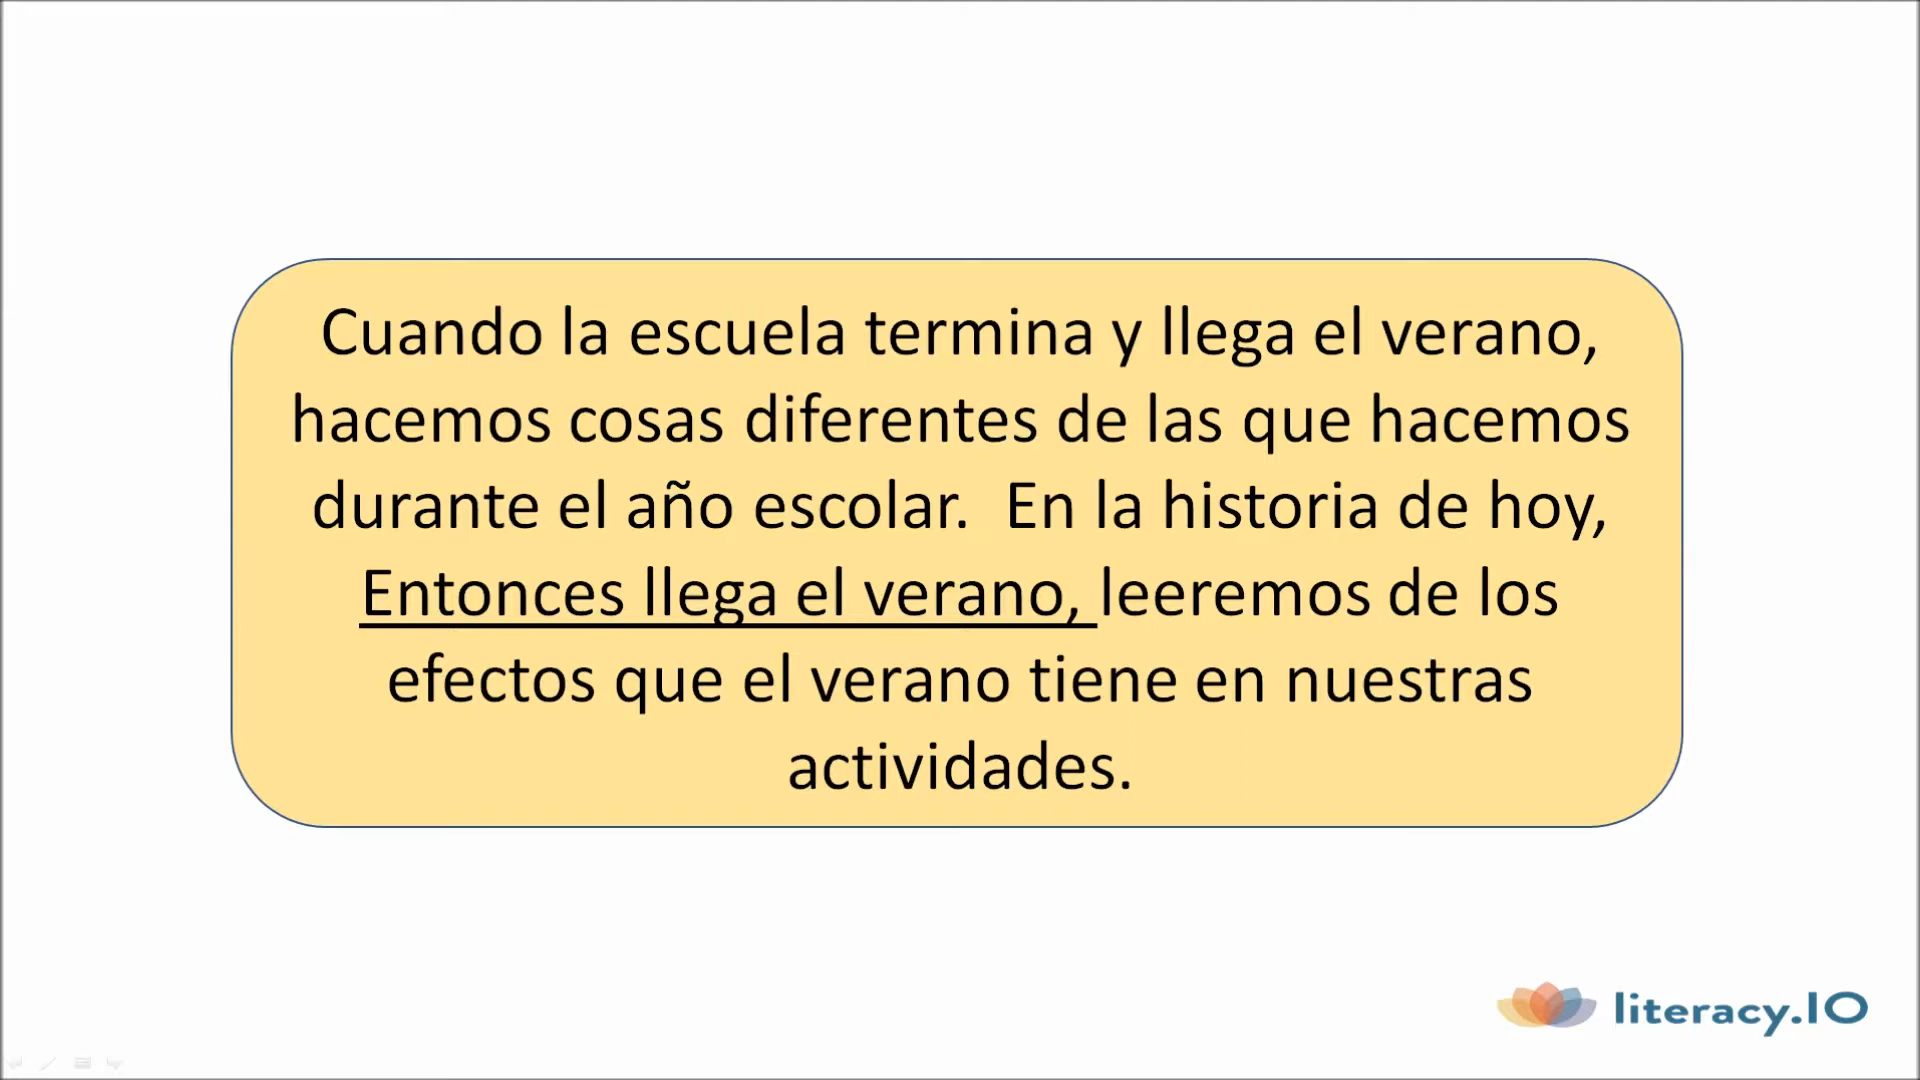 Cuando la escuela termina y llega el verano,
hacemos cosas diferentes de las que hacemos
durante el año escolar.  En la historia de hoy,
Entonces llega el verano, leeremos de los
efectos que el verano tiene en nuestras
actividades.
literacy.IO